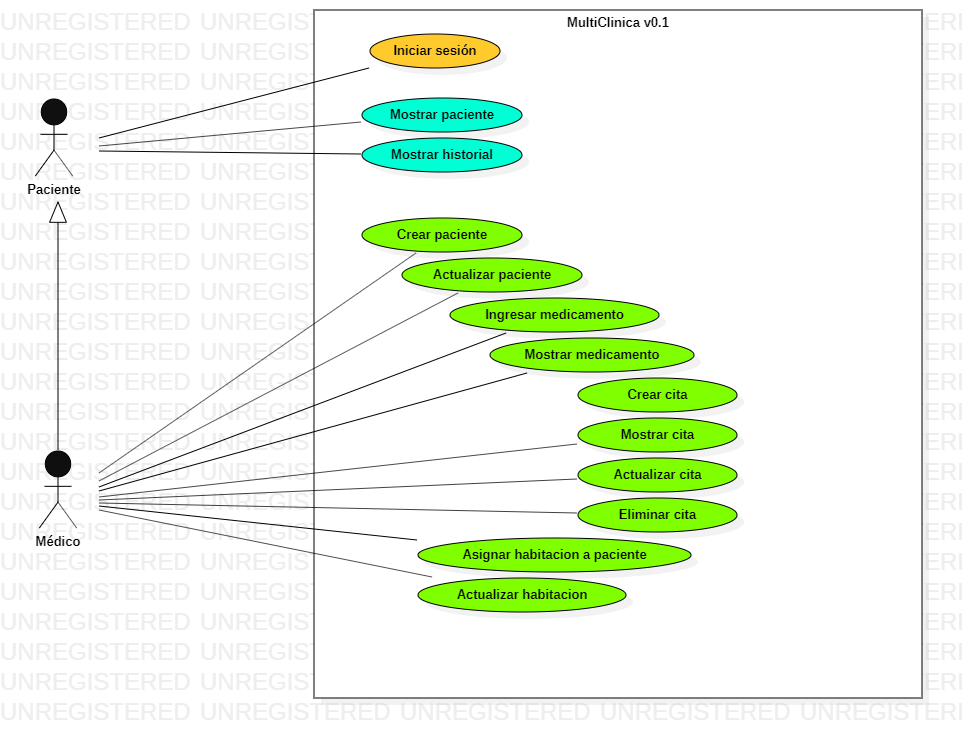 MultiClinica v0.1
Iniciar sesión
Mostrar paciente
Mostrar historial
Paciente
Crear paciente
Actualizar paciente
Ingresar medicamento
Mostrar medicamento
Crear cita
Mostrar cita
Actualizar cita
Eliminar cita
Médico
Asignar habitacion a paciente
Actualizar habitacion
UNREGISTERED UNREGISTERED UNREGISTERED UNREGISTERED UNREGISTERI